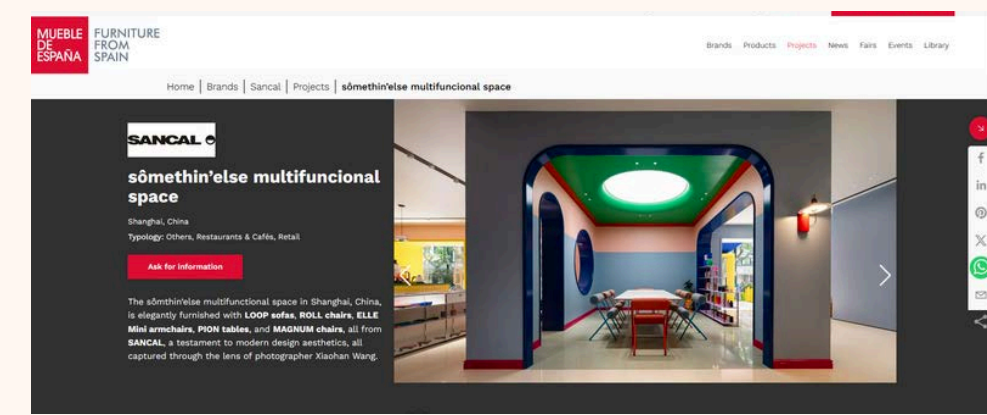 MUEBLE
DE
ESPAÑA
FURNITURE
FROM
SPAIN
Brands Products Projects News Fairs Events Library
Home | Brands | Sancal | Projects | sômethin'else multifuncional space
SANCAL
sômethin'else multifuncional
space
Shanghai, China
Typology: Others, Restaurants & Cafés, Retail
Ask for information
The sômthin'else multifunctional space in Shanghai, China,
is elegantly furnished with LOOP sofas, ROLL chairs, ELLE
Mini armchairs, PION tables, and MAGNUM chairs, all from
SANCAL, a testament to modern design aesthetics, all
captured through the lens of photographer Xiaohan Wang.